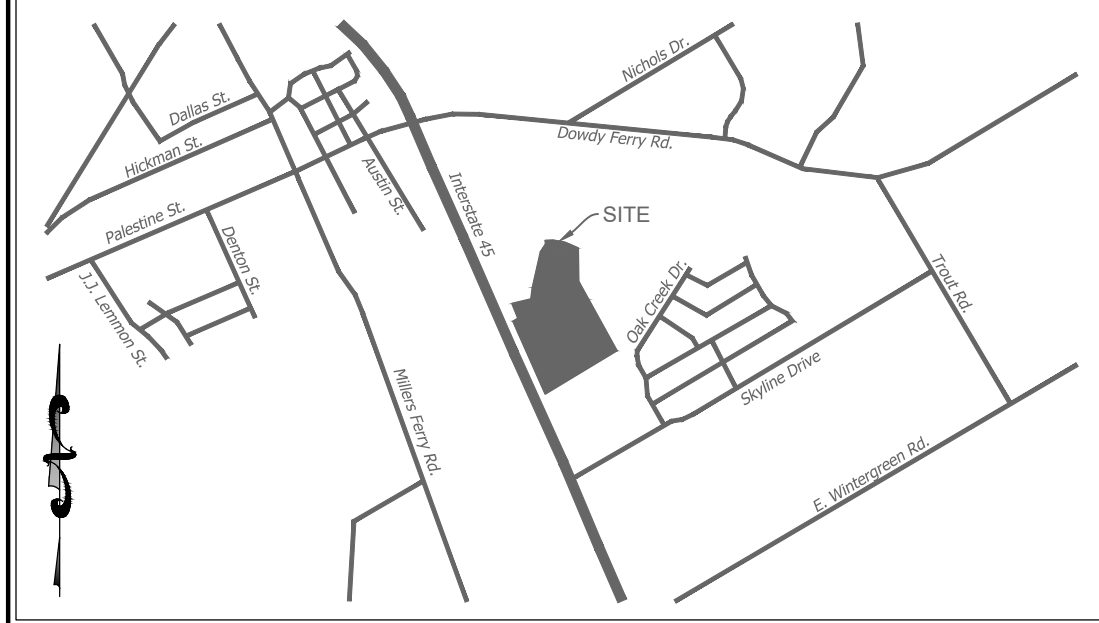 Nichols Dr.
Dallas St.
Dowdy Ferry Rd.
Hickman St.
Austin St.
Interstate 45
Palestine St.
SITE
Denton St.
J.J. Lemmon St.
Oak Creek Dr.
Trout Rd.
Skyline Drive
Millers Ferry Rd.
E. Wintergreen Rd.